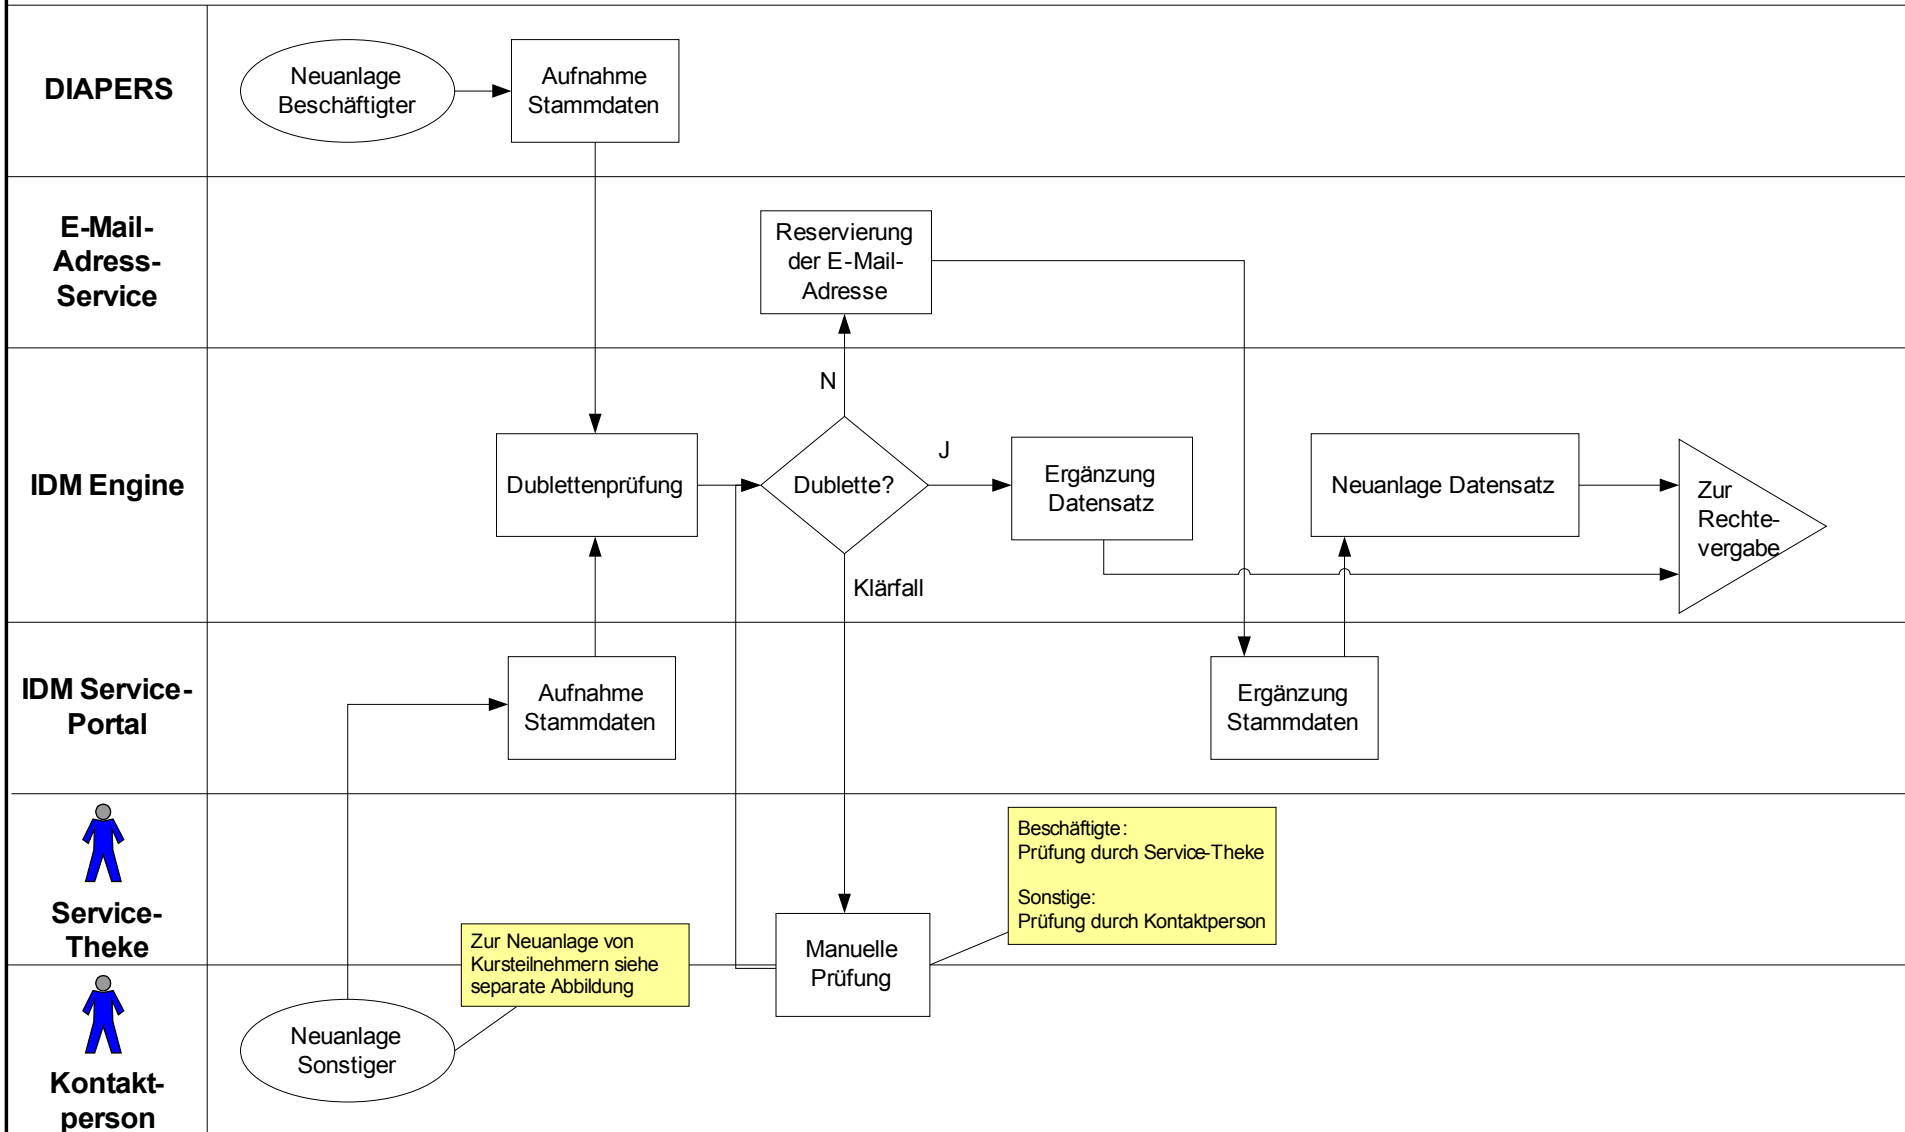 DIAPERS
Neuanlage
Beschäftigter
Aufnahme
Stammdaten
E-Mail-
Adress-
Service
Reservierung
der E-Mail-
Adresse
IDM Engine
Dublettenprüfung
N
Dublette?
J
Klärfall
Ergänzung
Datensatz
Neuanlage Datensatz
Zur
Rechte-
vergabe
IDM Service-
Portal
Aufnahme
Stammdaten
Ergänzung
Stammdaten
Service-
Theke
Beschäftigte:
Prüfung durch Service-Theke
Sonstige:
Prüfung durch Kontaktperson
Zur Neuanlage von
Kursteilnehmern siehe
separate Abbildung
Manuelle
Prüfung
Kontakt-
person
Neuanlage
Sonstiger